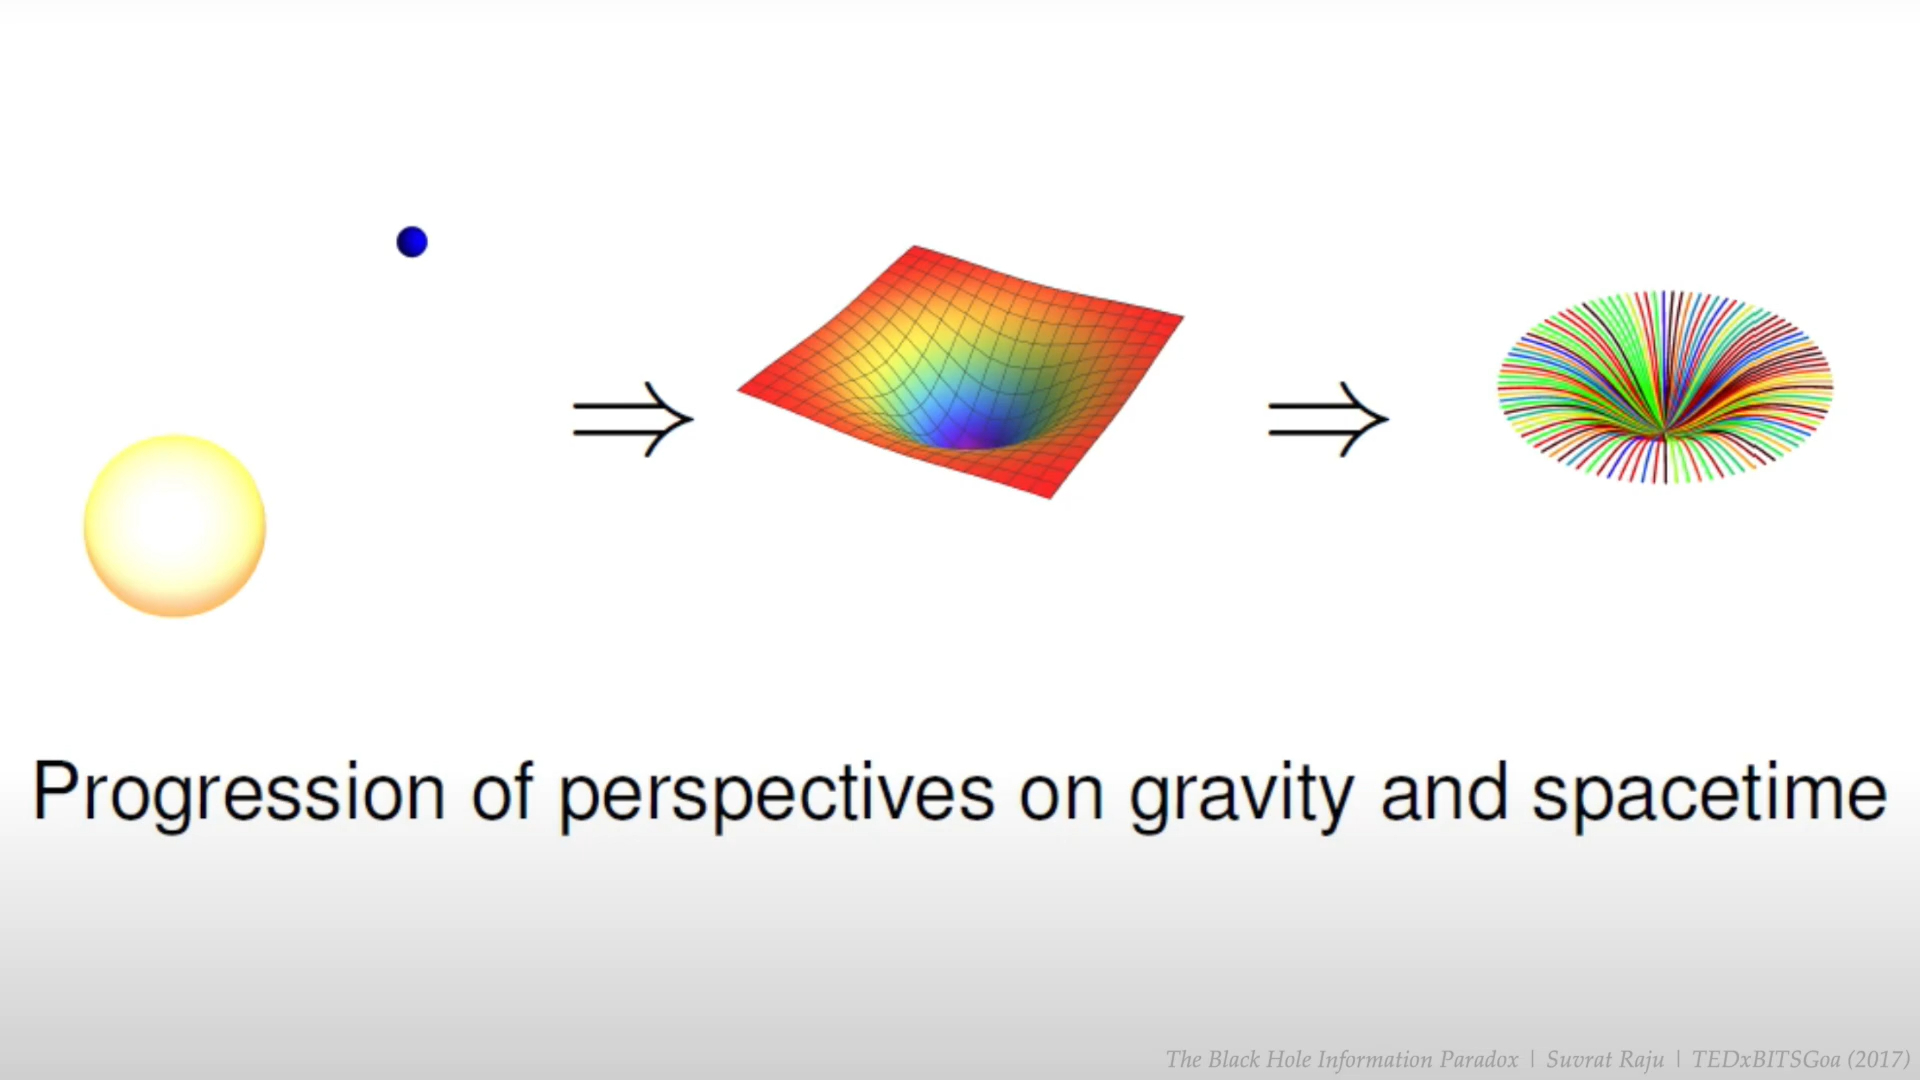 Progression of perspectives on gravity and spacetime
The Black Hole Information Paradox | Suvrat Raju | TEDxBITSGoa (2017)